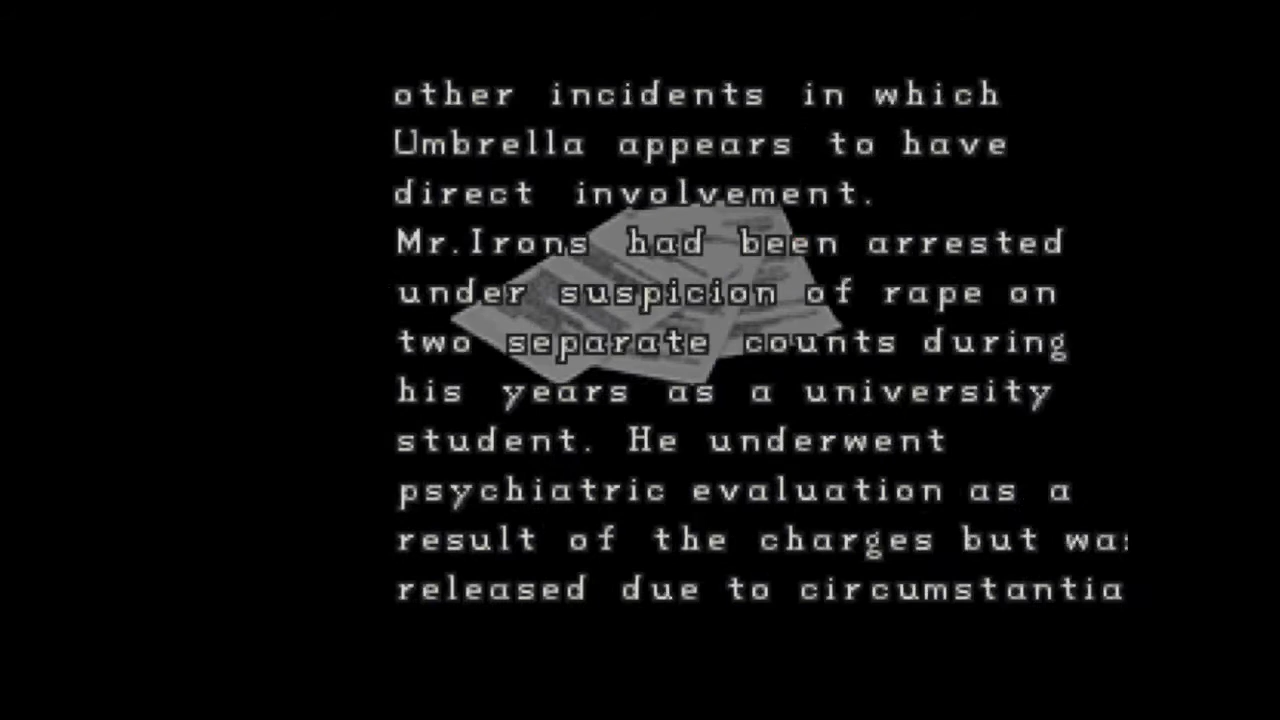 other incidents in which
Umbrella appears to have
direct involvement.
Mr.Irons had been arrested
under suspicion of rape on
two separate counts during
his years as a university
student. He underwent
psychiatric evaluation as a
result of the charges but was
released due to circumstantia